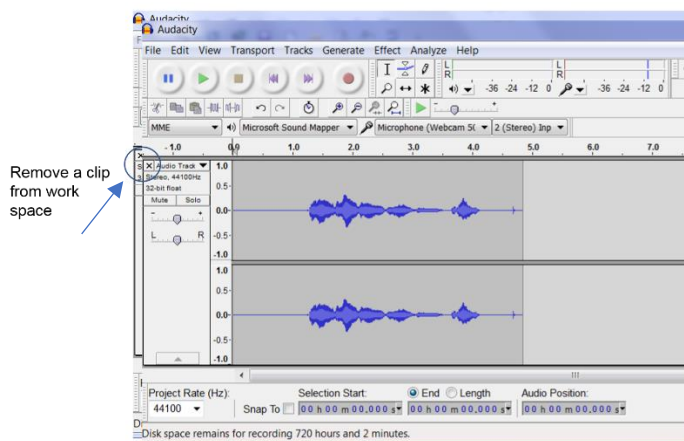 Audacity
Audacity
File Edit View Transport Tracks Generate Effect Analyze Help
L
R
-36 -24 -12 0
L
R
-36 -24 -12 0
MME
Microsoft Sound Mapper
Microphone (Webcam 5(
2 (Stereo) Inp
- 1.0 0.0 1.0 2.0 3.0 4.0 5.0 6.0 7.0
Remove a clip
from work
space
X Audio Track
Stereo, 44100Hz
32-bit float
Mute Solo
- +
L R
1.0
0.5-
0.0-
-0.5-
-1.0
1.0
0.5-
0.0-
-0.5-
-1.0
Project Rate (Hz):
Selection Start:
End
Length
Audio Position:
44100
Snap To
00 h 00 m 00.000 s
00 h 00 m 00.000 s
00 h 00 m 00.000 s
Disk space remains for recording 720 hours and 2 minutes.